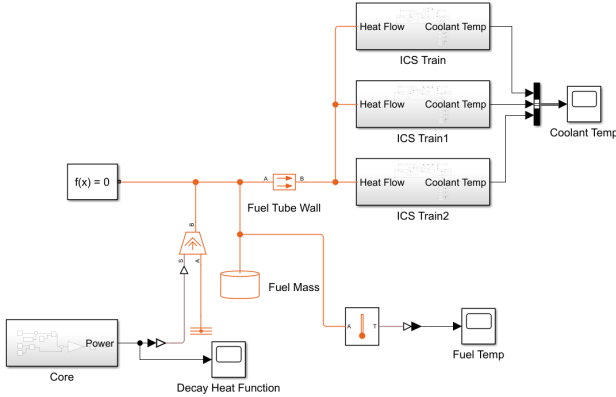 Heat Flow Coolant Temp
ICS Train
Heat Flow Coolant Temp
ICS Train1
Coolant Temp
Heat Flow Coolant Temp
ICS Train2
f(x) = 0
A B
Fuel Tube Wall
B
S A
Fuel Mass
A T
Fuel Temp
Power
Core
Decay Heat Function